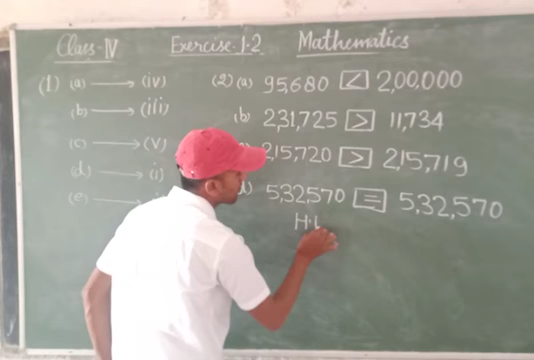 Class-IV Exercise-1.2 Mathematics
(1) (a) → (iv) (2) (a) 95,680 < 2,00,000
(b) → (iii) (b) 2,31,725 > 11,734
(c) → (v) 2,15,720 > 2,15,719
(d) → (i) 5,32,570 = 5,32,570
(e) →
H.